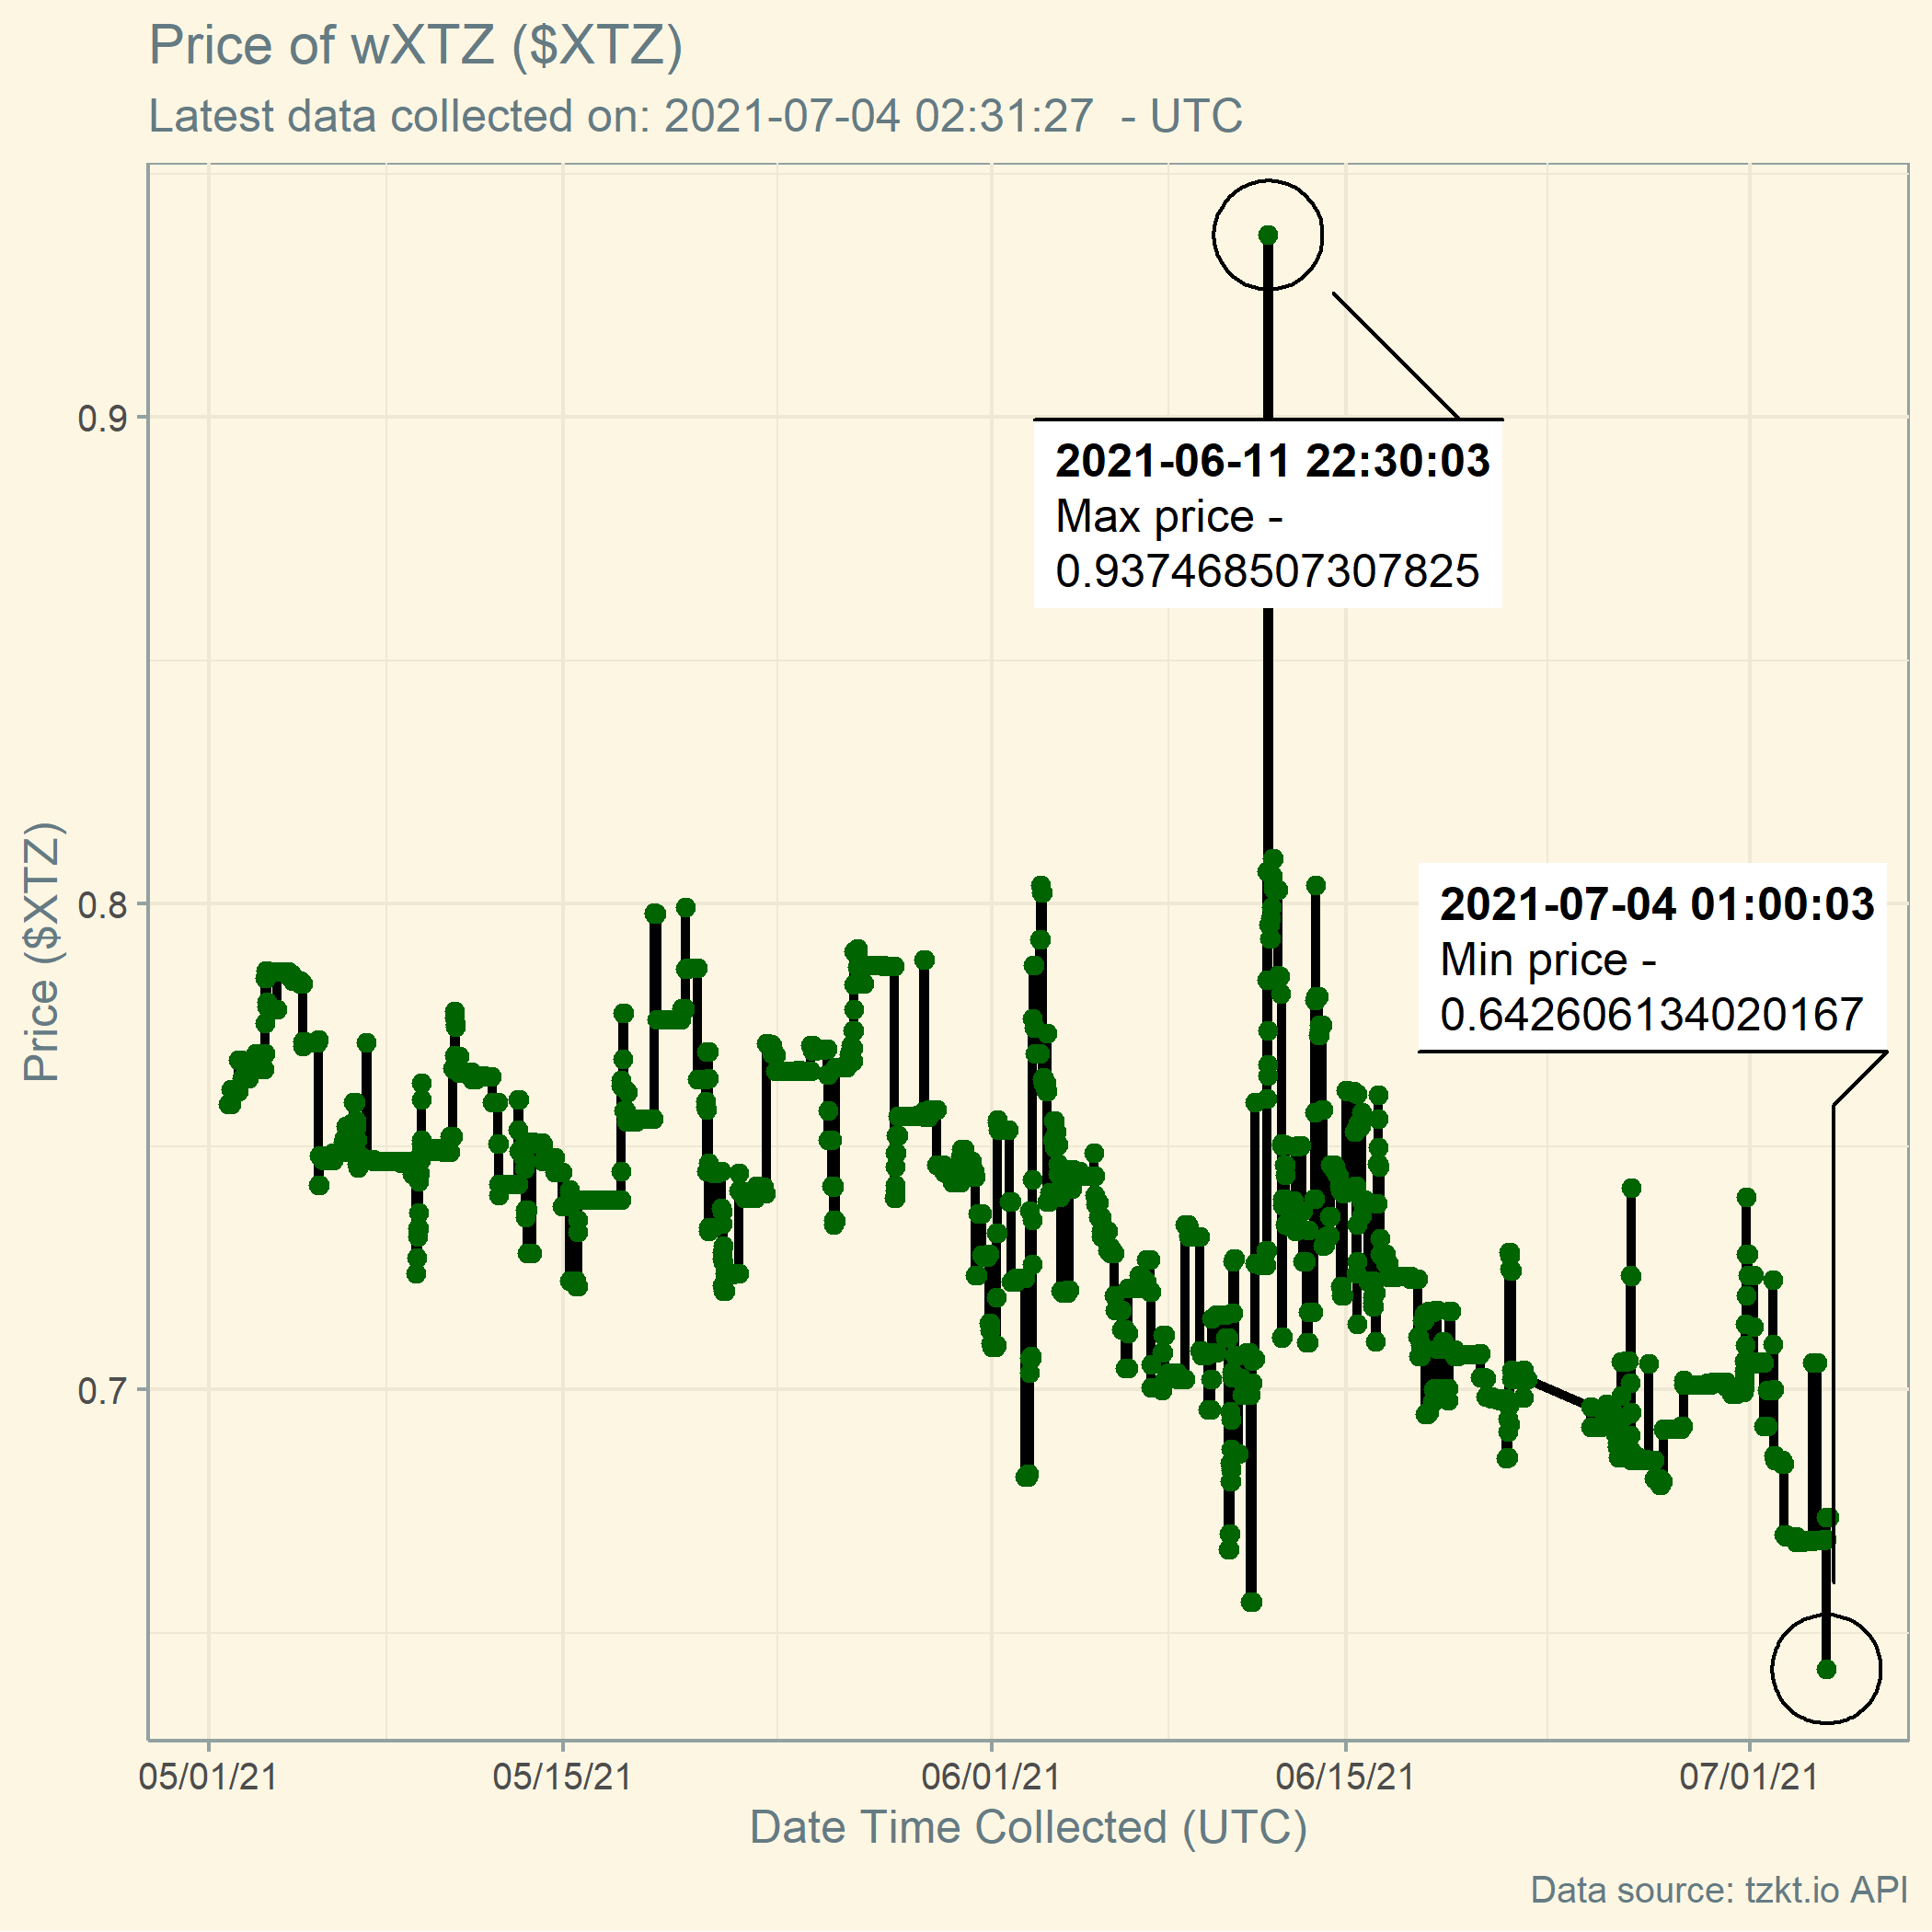 Price of wXTZ ($XTZ)
Latest data collected on: 2021-07-04 02:31:27  - UTC
Price ($XTZ)
0.9
0.8
0.7
2021-06-11 22:30:03
Max price -
0.937468507307825
2021-07-04 01:00:03
Min price -
0.642606134020167
05/01/21
05/15/21
06/01/21
06/15/21
07/01/21
Date Time Collected (UTC)
Data source: tzkt.io API